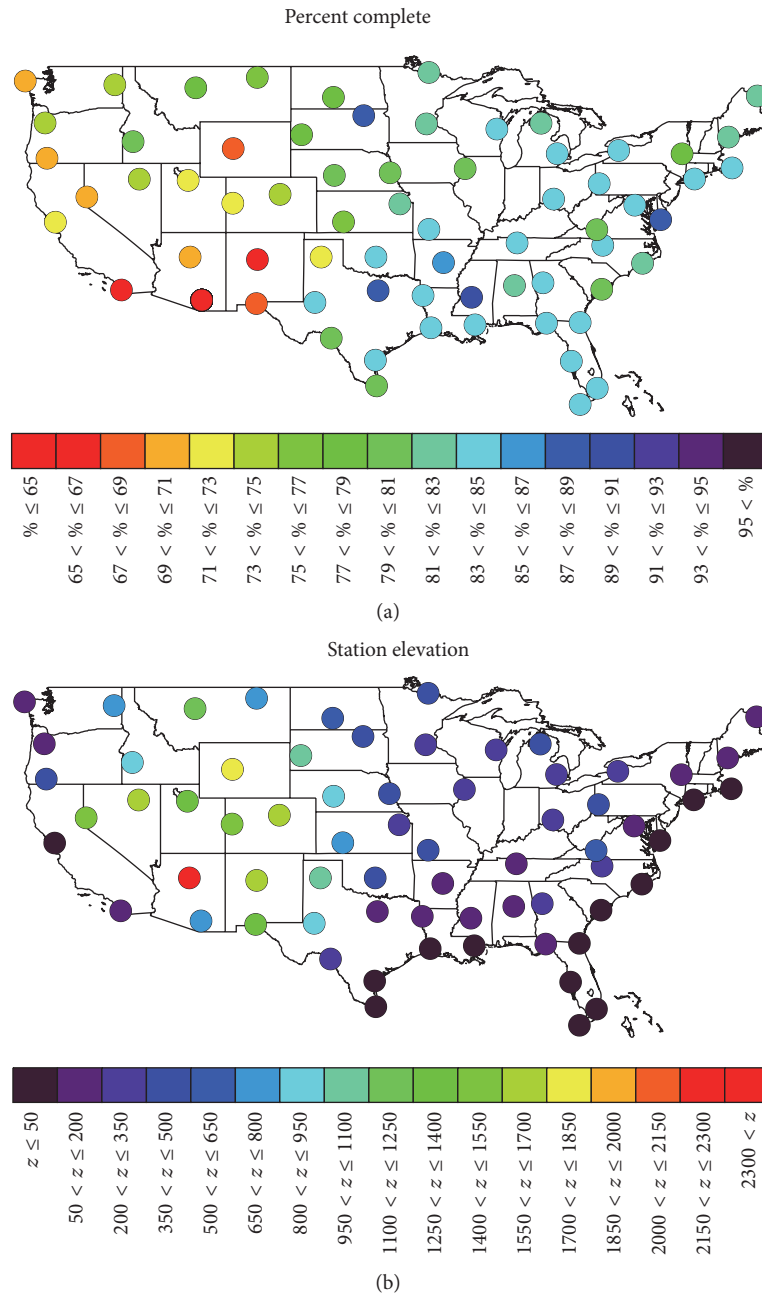 Percent complete
% ≤ 65
65 < % ≤ 67
67 < % ≤ 69
69 < % ≤ 71
71 < % ≤ 73
73 < % ≤ 75
75 < % ≤ 77
77 < % ≤ 79
79 < % ≤ 81
81 < % ≤ 83
83 < % ≤ 85
85 < % ≤ 87
87 < % ≤ 89
89 < % ≤ 91
91 < % ≤ 93
93 < % ≤ 95
95 < %
(a)
Station elevation
z ≤ 50
50 < z ≤ 200
200 < z ≤ 350
350 < z ≤ 500
500 < z ≤ 650
650 < z ≤ 800
800 < z ≤ 950
950 < z ≤ 1100
1100 < z ≤ 1250
1250 < z ≤ 1400
1400 < z ≤ 1550
1550 < z ≤ 1700
1700 < z ≤ 1850
1850 < z ≤ 2000
2000 < z ≤ 2150
2150 < z ≤ 2300
2300 < z
(b)